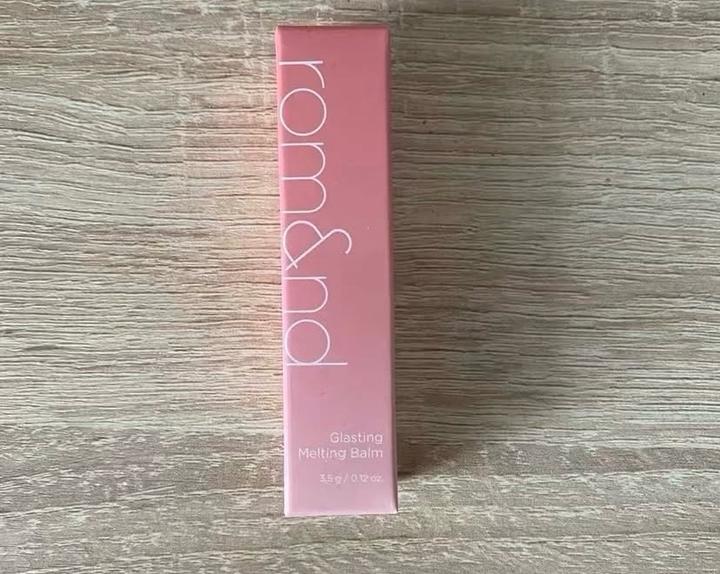 rom&nd
Glasting
Melting Balm
3.5 g / 0.12 oz.